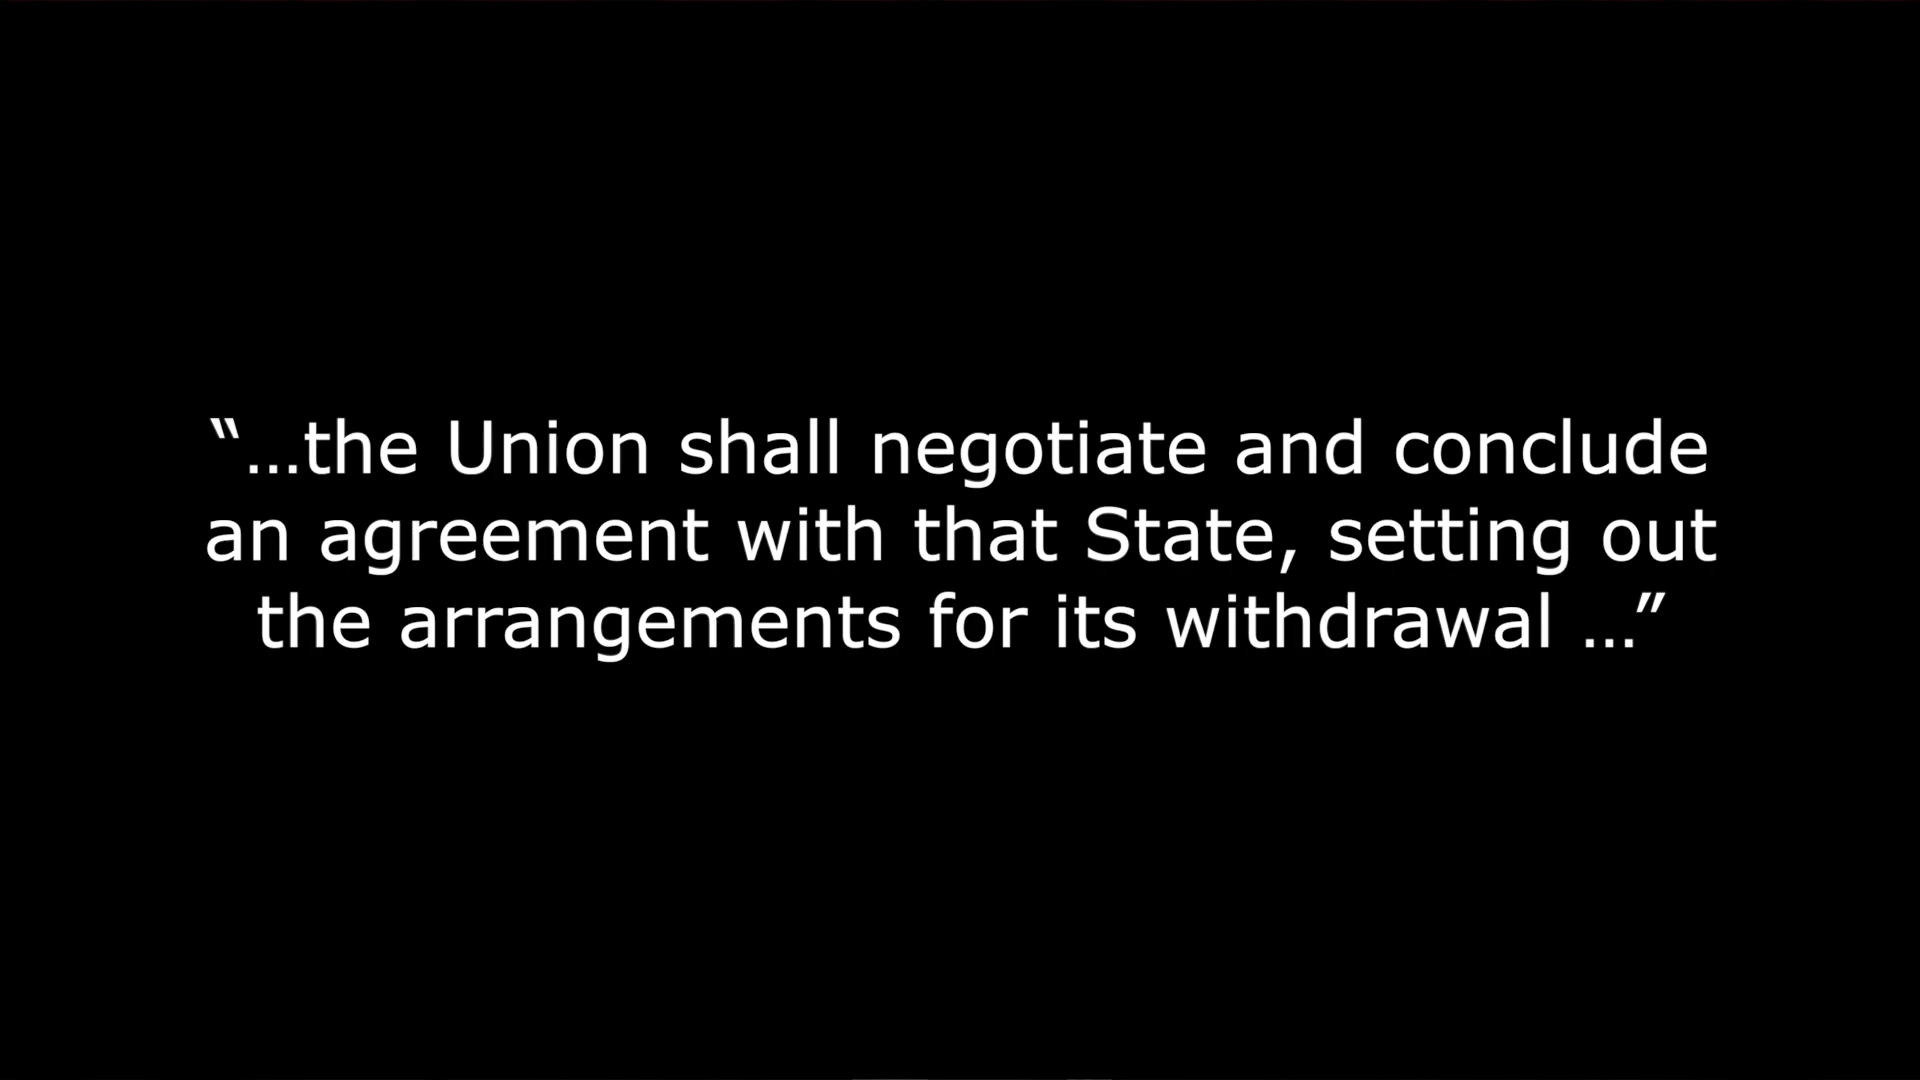 “…the Union shall negotiate and conclude
an agreement with that State, setting out
the arrangements for its withdrawal …”